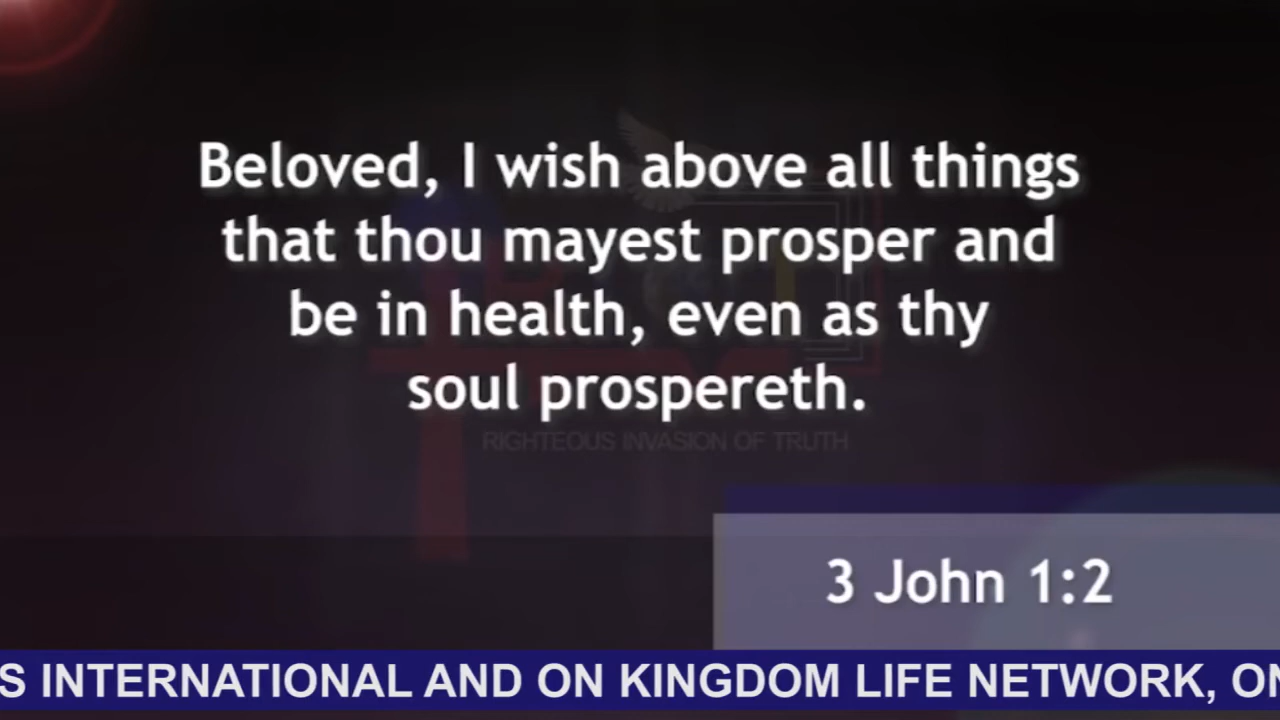 Beloved, I wish above all things
that thou mayest prosper and
be in health, even as thy
soul prospereth.
RIGHTEOUS INVASION OF TRUTH
3 John 1:2
S INTERNATIONAL AND ON KINGDOM LIFE NETWORK, ON